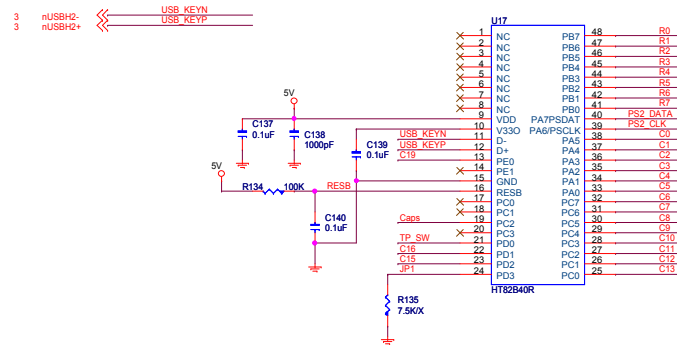 3 nUSBH2- USB_KEYN
3 nUSBH2+ USB_KEYP
U17
1 NC PB7 48 R0
2 NC PB6 47 R1
3 NC PB5 46 R2
4 NC PB4 45 R3
5 NC PB3 44 R4
6 NC PB2 43 R5
7 NC PB1 42 R6
8 NC PB0 41 R7
5V
9 VDD PA7PSDAT 40 PS2_DATA
10 V33O PA6/PSCLK 39 PS2_CLK
USB_KEYN 11 D- PA5 38 C0
USB_KEYP 12 D+ PA4 37 C1
C19 13 PE0 PA3 36 C2
14 PE1 PA2 35 C3
15 GND PA1 34 C4
RESB 16 RESB PA0 33 C5
17 PC0 PC7 32 C6
18 PC1 PC6 31 C7
Caps 19 PC2 PC5 30 C8
20 PC3 PC4 29 C9
TP_SW 21 PD0 PC3 28 C10
C16 22 PD1 PC2 27 C11
C15 23 PD2 PC1 26 C12
JP1 24 PD3 PC0 25 C13
HT82B40R
C137
0.1uF
C138
1000pF
C139
0.1uF
5V
R134 100K
C140
0.1uF
R135
7.5K/X